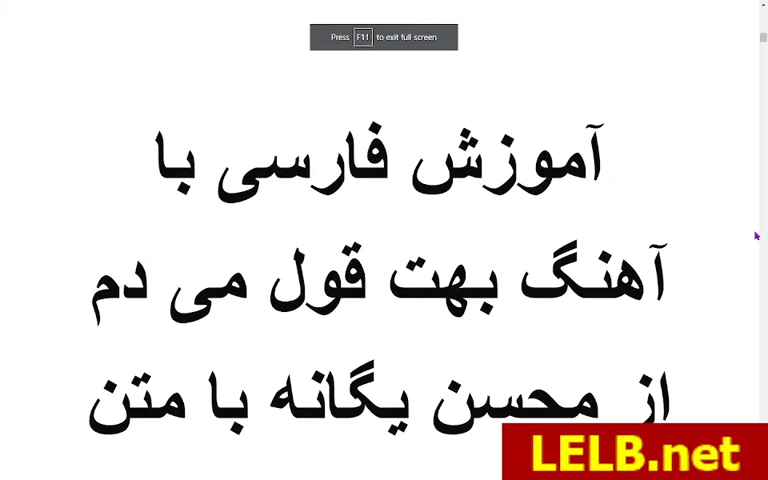 Press F11 to exit full screen
آموزش فارسی با
آهنگ بهت قول می دم
از محسن یگانه با متن
LELB.net